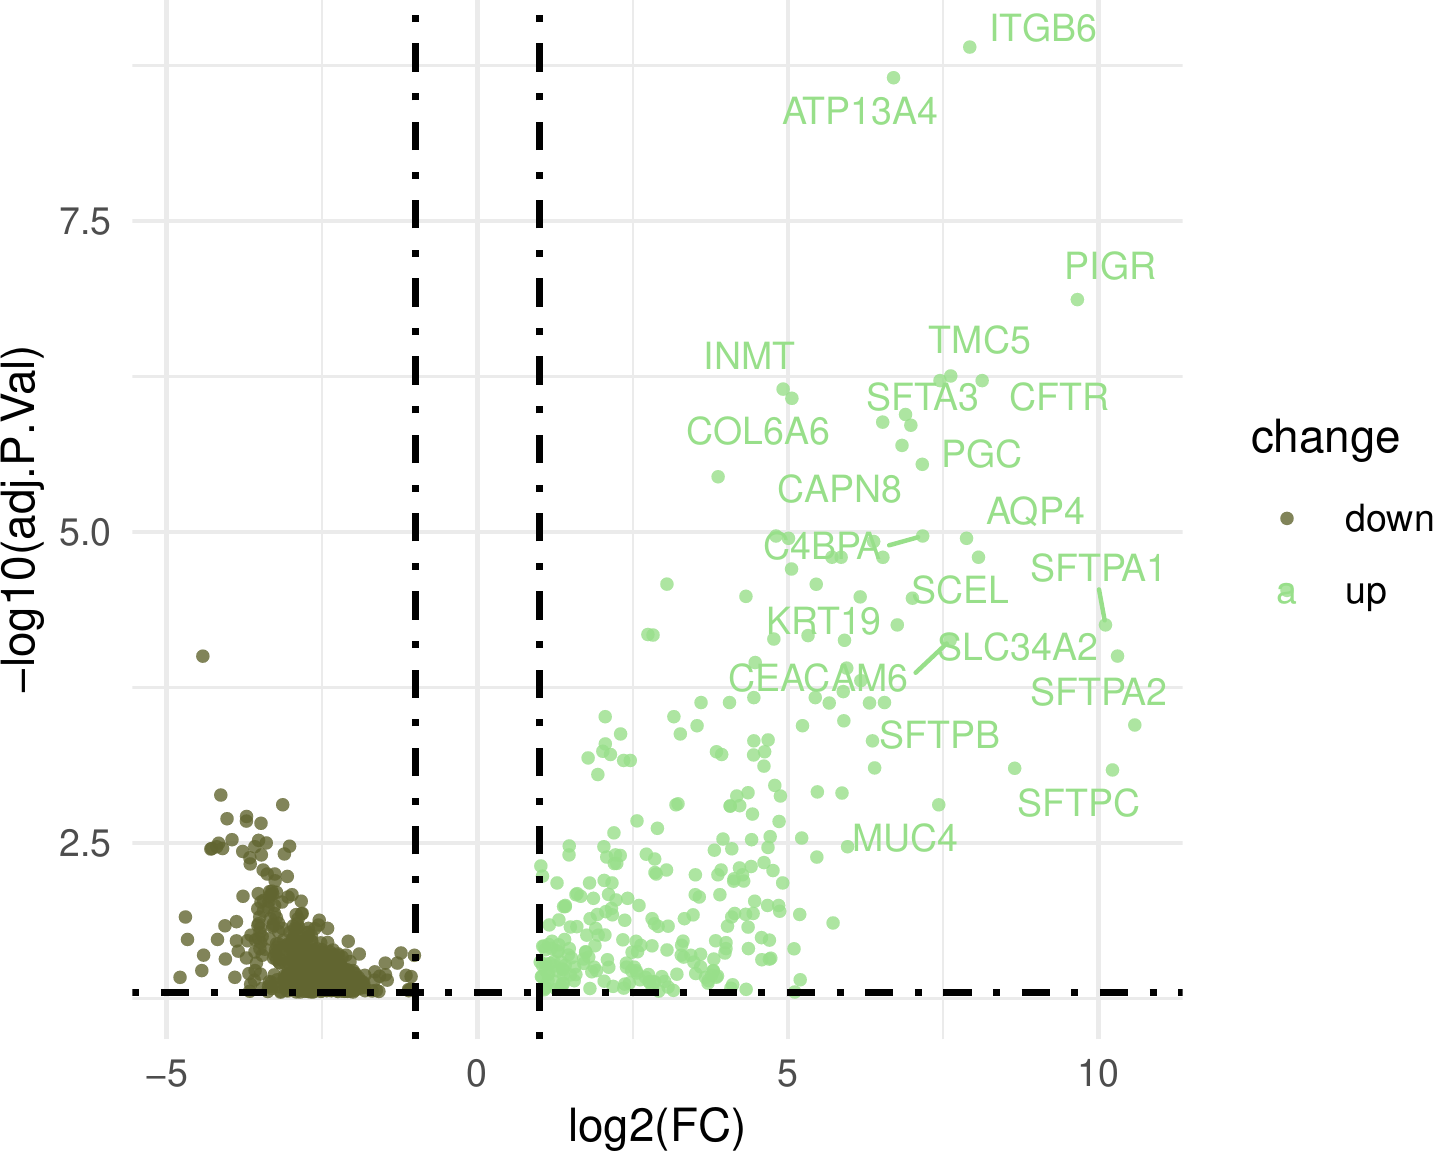 ITGB6
ATP13A4
7.5
PIGR
TMC5
INMT
SFTA3
CFTR
COL6A6
PGC
CAPN8
AQP4
5.0
C4BPA
SFTPA1
SCEL
KRT19
SLC34A2
CEACAM6
SFTPA2
SFTPB
SFTPC
MUC4
2.5
−5
0
5
10
log2(FC)
−log10(adj.P.Val)
change
down
a up